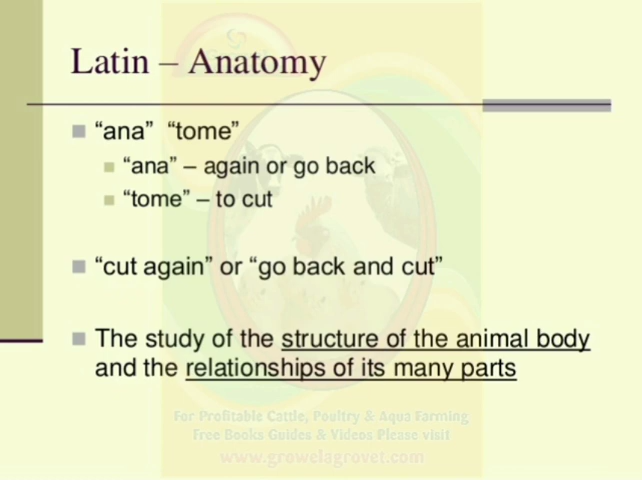 Latin – Anatomy
“ana” “tome”
“ana” – again or go back
“tome” – to cut
“cut again” or “go back and cut”
The study of the structure of the animal body
and the relationships of its many parts
For Profitable Cattle, Poultry & Aqua Farming
Free Books Guides & Videos Please visit
www.growelagrovet.com